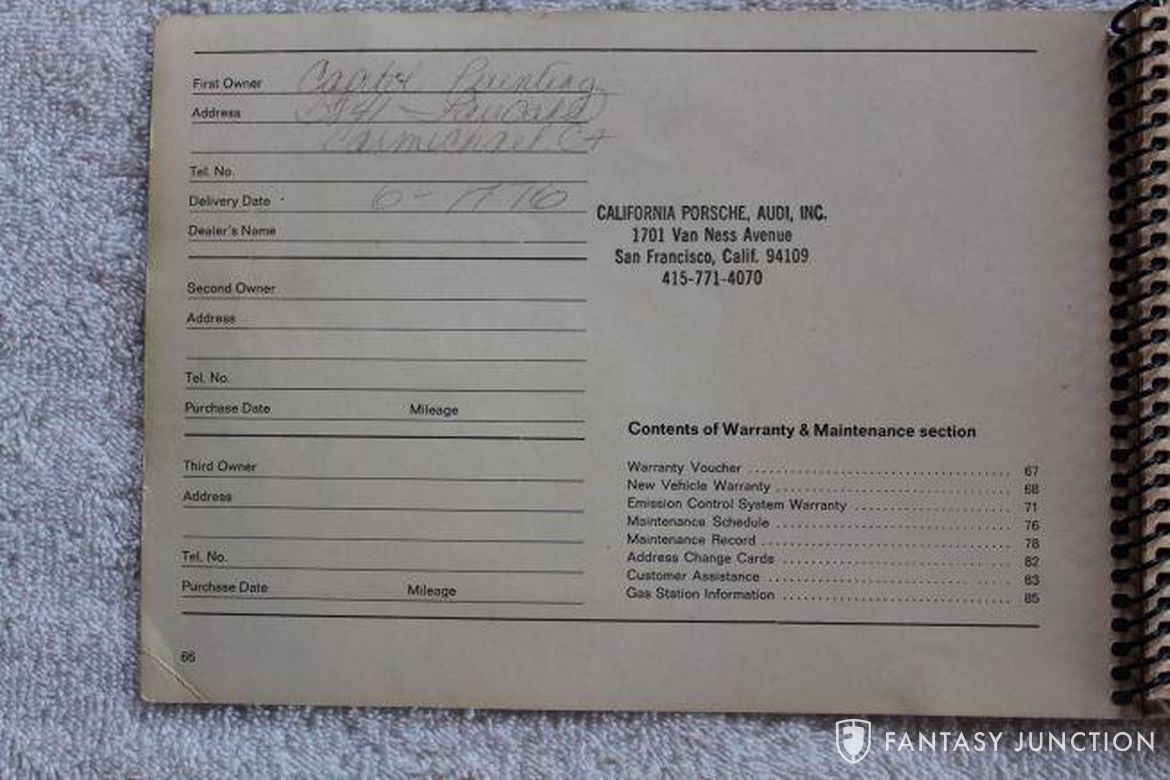 First Owner Capitol Painting
Address
Carmichael CA
Tel. No.
Delivery Date 6-
Dealer's Name
CALIFORNIA PORSCHE, AUDI, INC.
1701 Van Ness Avenue
San Francisco, Calif. 94109
415-771-4070
Second Owner
Address
Tel. No.
Purchase Date Mileage
Third Owner
Address
Tel. No.
Purchase Date Mileage
66
Contents of Warranty & Maintenance section
Warranty Voucher 67
New Vehicle Warranty 68
Emission Control System Warranty 71
Maintenance Schedule 76
Maintenance Record 78
Address Change Cards 82
Customer Assistance 83
Gas Station Information 85
FANTASY JUNCTION